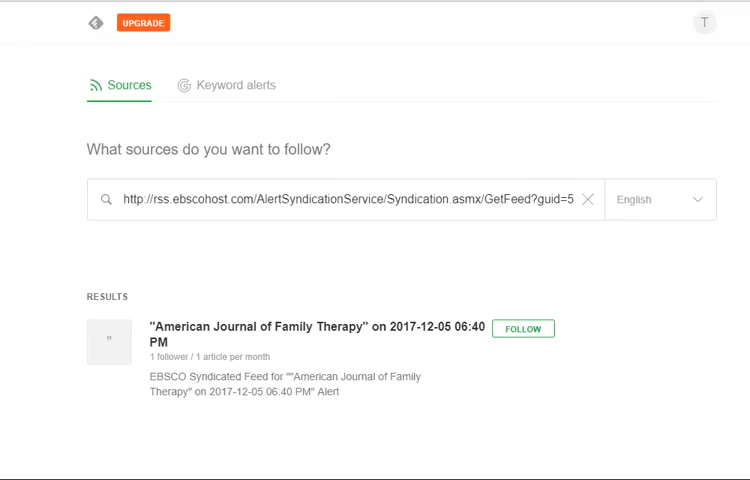 UPGRADE
T
Sources
Keyword alerts
What sources do you want to follow?
http://rss.ebscohost.com/AlertSyndicationService/Syndication.asmx/GetFeed?guid=5
English
RESULTS
"American Journal of Family Therapy" on 2017-12-05 06:40
PM
FOLLOW
1 follower / 1 article per month
EBSCO Syndicated Feed for ""American Journal of Family
Therapy" on 2017-12-05 06:40 PM" Alert